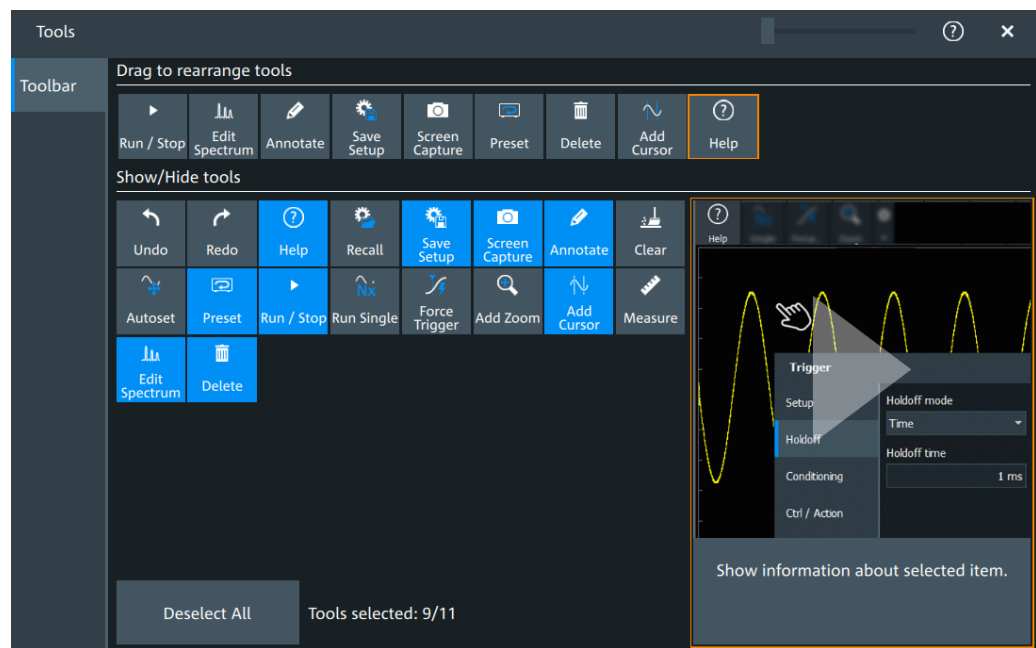 Tools
Toolbar
Drag to rearrange tools
Run / Stop
Edit
Spectrum
Annotate
Save
Setup
Screen
Capture
Preset
Delete
Add
Cursor
Help
Show/Hide tools
Undo
Redo
Help
Recall
Save
Setup
Screen
Capture
Annotate
Clear
Autoset
Preset
Run / Stop
Nx
Run Single
Force
Trigger
Add Zoom
Add
Cursor
Measure
Edit
Spectrum
Delete
Help
Trigger
Setup
Holdoff
Conditioning
Ctrl / Action
Holdoff mode
Time
Holdoff time
1 ms
Show information about selected item.
Deselect All
Tools selected: 9/11